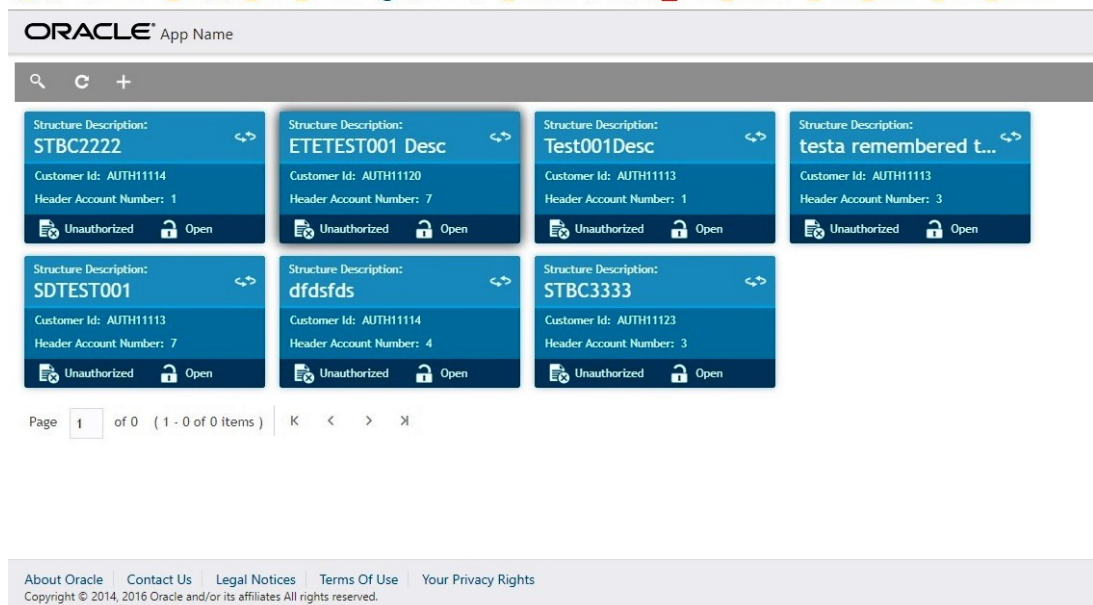 ORACLE® App Name
Structure Description:
STBC2222
Customer Id: AUTH11114
Header Account Number: 1
Unauthorized Open
Structure Description:
ETETEST001 Desc
Customer Id: AUTH11120
Header Account Number: 7
Unauthorized Open
Structure Description:
Test001Desc
Customer Id: AUTH11113
Header Account Number: 1
Unauthorized Open
Structure Description:
testa remembered t...
Customer Id: AUTH11113
Header Account Number: 3
Unauthorized Open
Structure Description:
SDTEST001
Customer Id: AUTH11113
Header Account Number: 7
Unauthorized Open
Structure Description:
dfdsfds
Customer Id: AUTH11114
Header Account Number: 4
Unauthorized Open
Structure Description:
STBC3333
Customer Id: AUTH11123
Header Account Number: 3
Unauthorized Open
Page 1 of 0 ( 1 - 0 of 0 items )
About Oracle Contact Us Legal Notices Terms Of Use Your Privacy Rights
Copyright © 2014, 2016 Oracle and/or its affiliates All rights reserved.